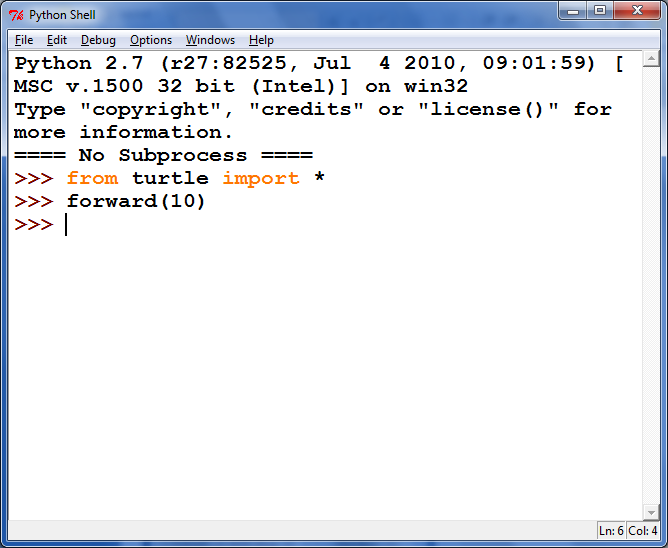 Python Shell
File Edit Debug Options Windows Help
Python 2.7 (r27:82525, Jul  4 2010, 09:01:59) [
MSC v.1500 32 bit (Intel)] on win32
Type "copyright", "credits" or "license()" for
more information.
==== No Subprocess ====
>>> from turtle import *
>>> forward(10)
>>>
Ln: 6 Col: 4